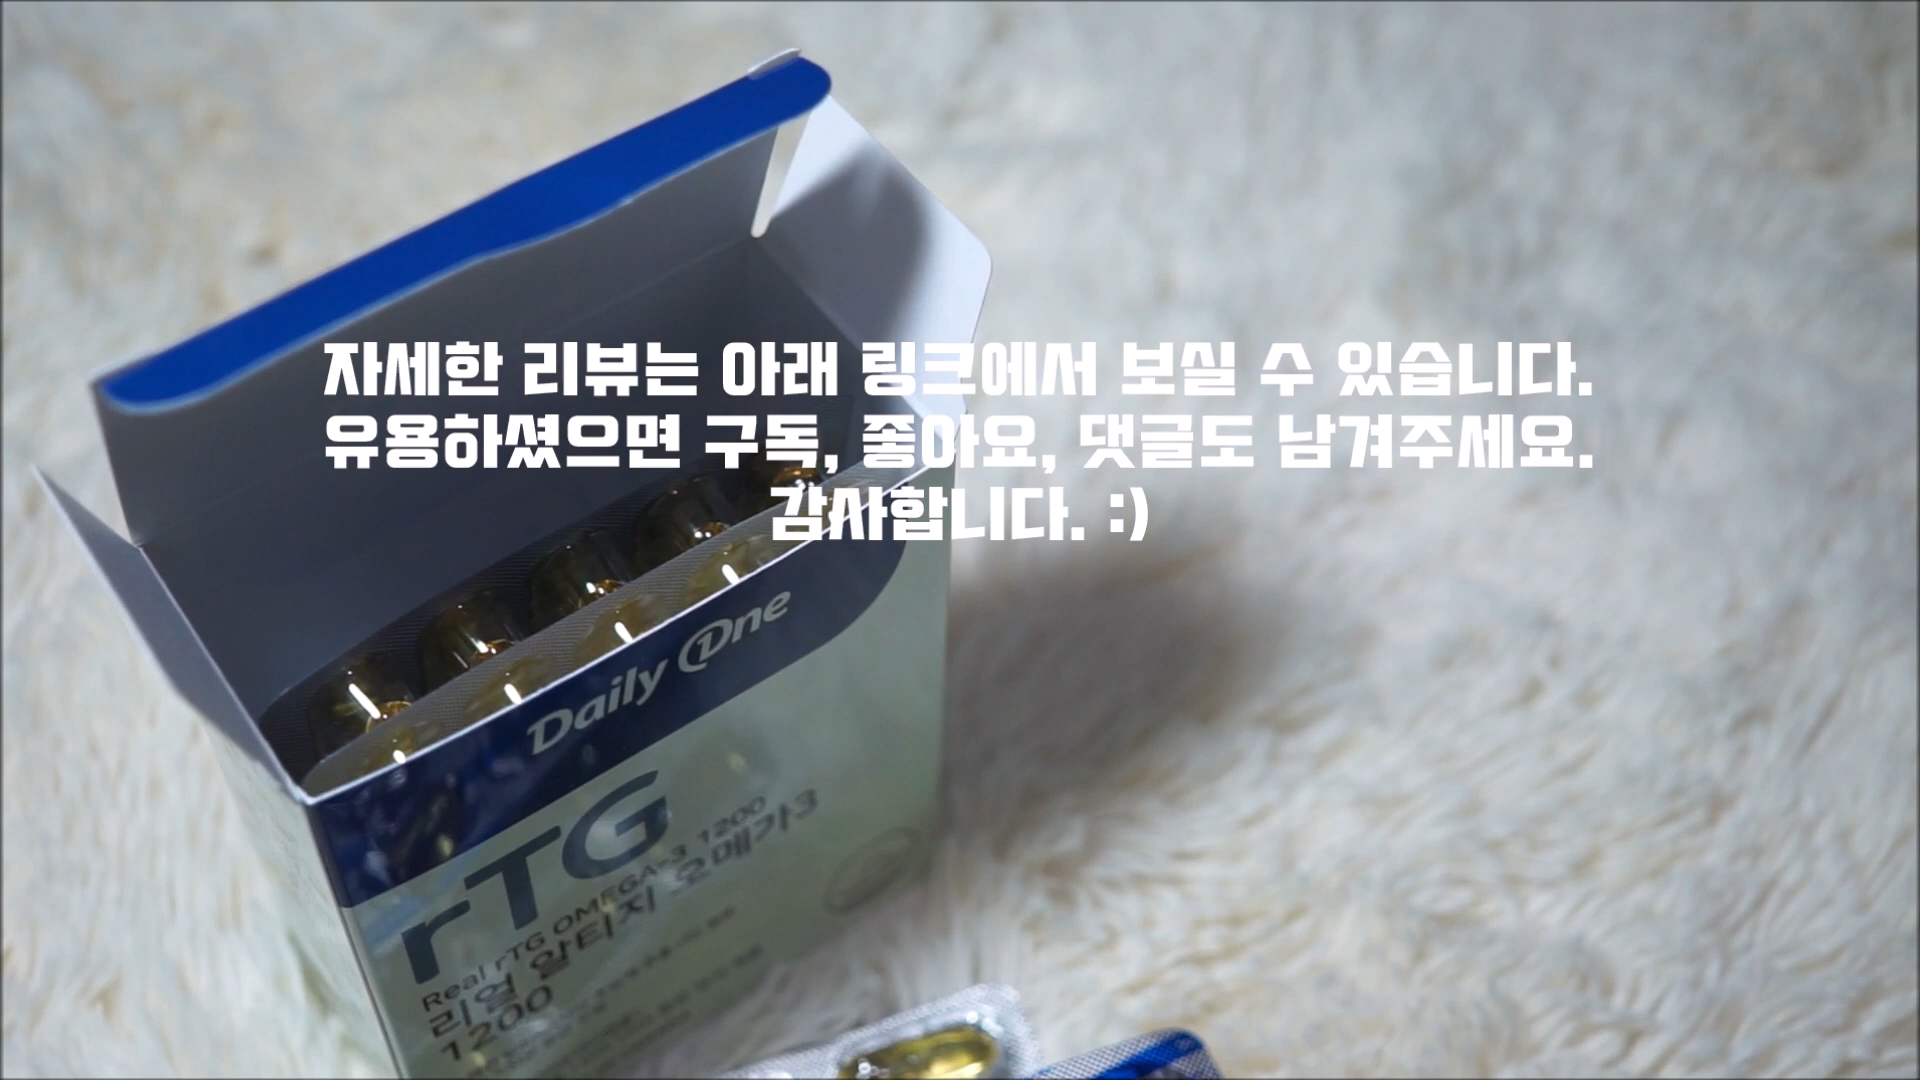 자세한 리뷰는 아래 링크에서 보실 수 있습니다.
유용하셨으면 구독, 좋아요, 댓글도 남겨주세요.
감사합니다. :)
Daily One
rTG
Real rTG OMEGA-3 1200
리얼 알티지 오메가3
1200